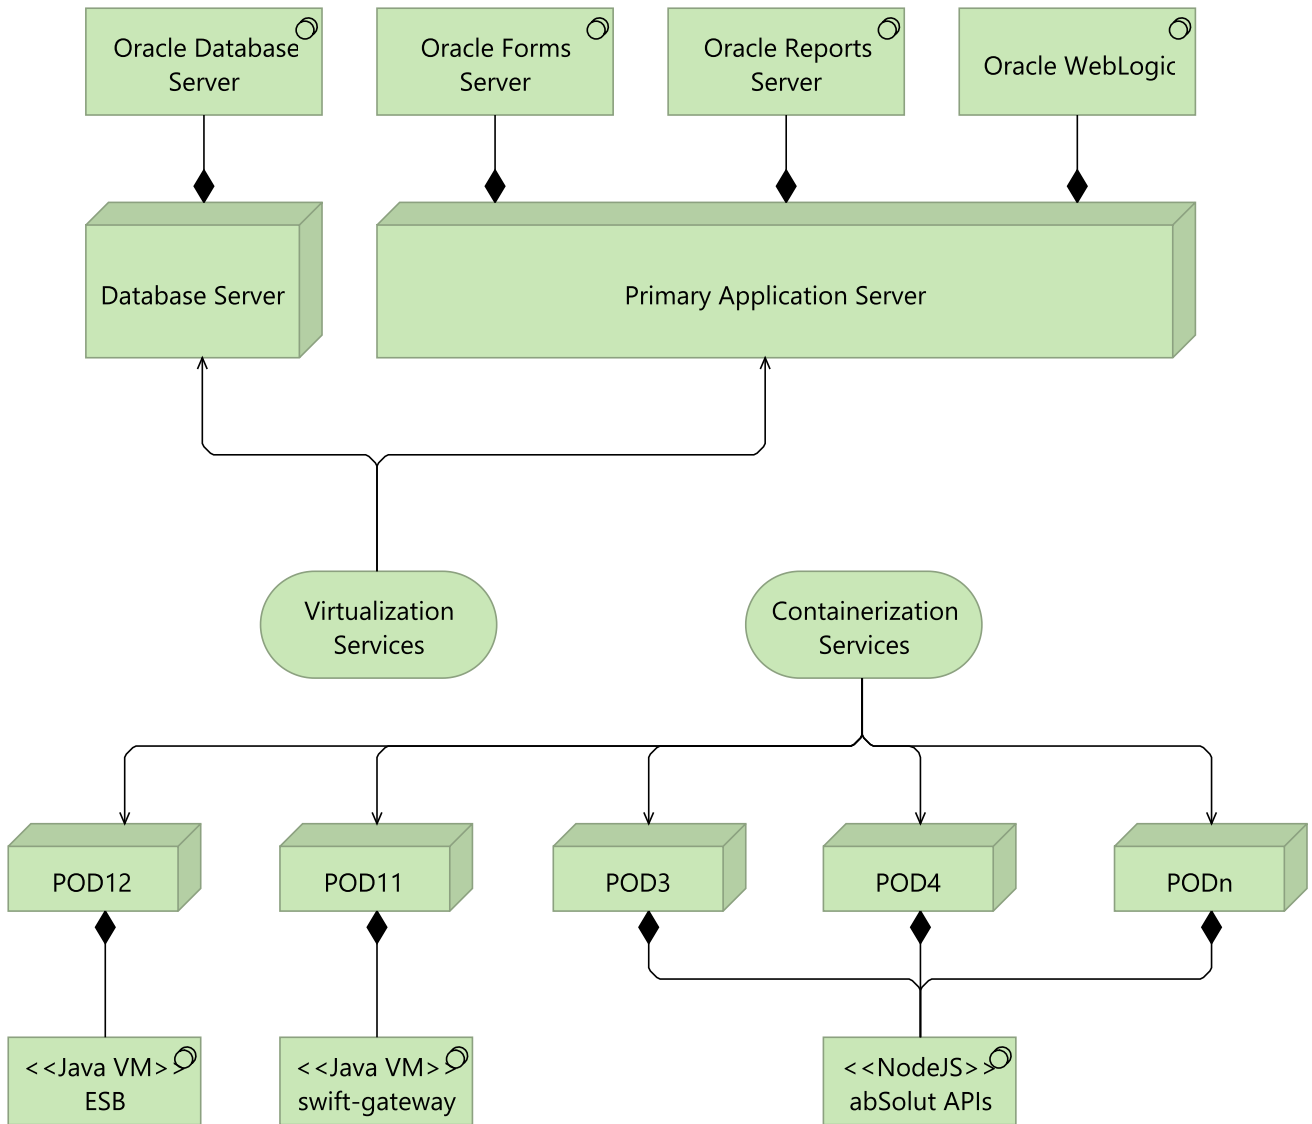 Oracle Database
Server
Oracle Forms
Server
Oracle Reports
Server
Oracle WebLogic
Database Server
Primary Application Server
Virtualization
Services
Containerization
Services
POD12
POD11
POD3
POD4
PODn
<<Java VM>>
ESB
<<Java VM>>
swift-gateway
<<NodeJS>>
abSolut APIs